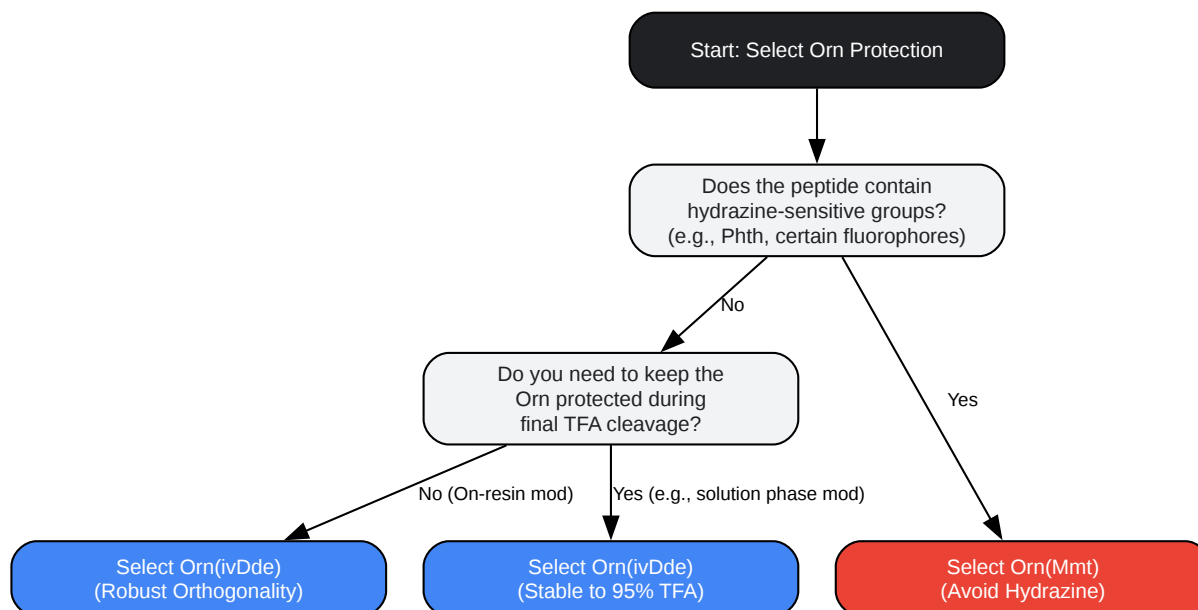 Start: Select Orn Protection
Does the peptide contain
hydrazine-sensitive groups?
(e.g., Phth, certain fluorophores)
No
Do you need to keep the
Orn protected during
final TFA cleavage?
Yes
No (On-resin mod)
Yes (e.g., solution phase mod)
Select Orn(ivDde)
(Robust Orthogonality)
Select Orn(ivDde)
(Stable to 95% TFA)
Select Orn(Mmt)
(Avoid Hydrazine)